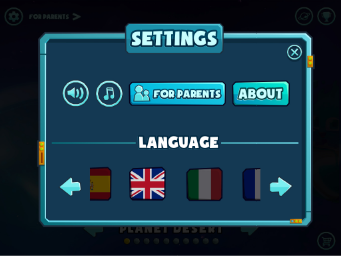 FOR PARENTS
SETTINGS
FOR PARENTS
ABOUT
LANGUAGE
PLANET DESERT